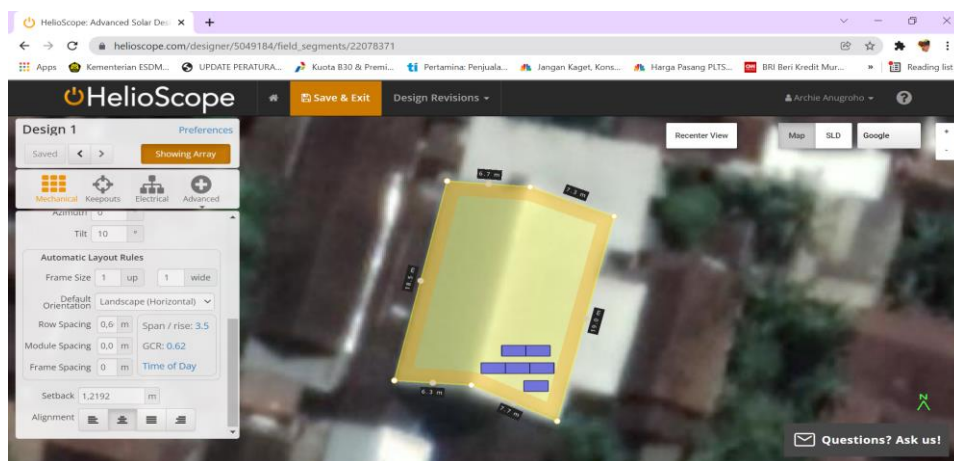 HelioScope: Advanced Solar Desi
helioscope.com/designer/5049184/field_segments/22078371
Apps Kementerian ESDM... UPDATE PERATURA... Kuota B30 & Premi... Pertamina: Penjuala... Jangan Kaget, Kons... Harga Pasang PLTS... BRI Beri Kredit Mur... » Reading list
HelioScope Save & Exit Design Revisions Archie Anugroho ?
Design 1 Preferences
Saved < > Showing Array
Mechanical Keepouts Electrical Advanced
Azimuth 0 °
Tilt 10 °
Automatic Layout Rules
Frame Size 1 up 1 wide
Default Orientation Landscape (Horizontal)
Row Spacing 0,6 m Span / rise: 3.5
Module Spacing 0,0 m GCR: 0.62
Frame Spacing 0 m Time of Day
Setback 1,2192 m
Alignment
Recenter View Map SLD Google + -
6.7 m
7.3 m
18.5 m
6.3 m
7.7 m
N
Questions? Ask us!